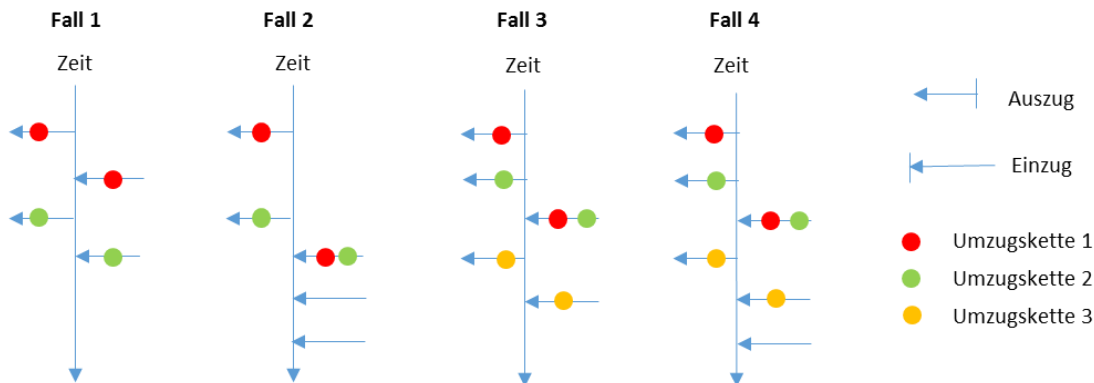 Fall 1
Fall 2
Fall 3
Fall 4
Zeit
Zeit
Zeit
Zeit
Auszug
Einzug
Umzugskette 1
Umzugskette 2
Umzugskette 3